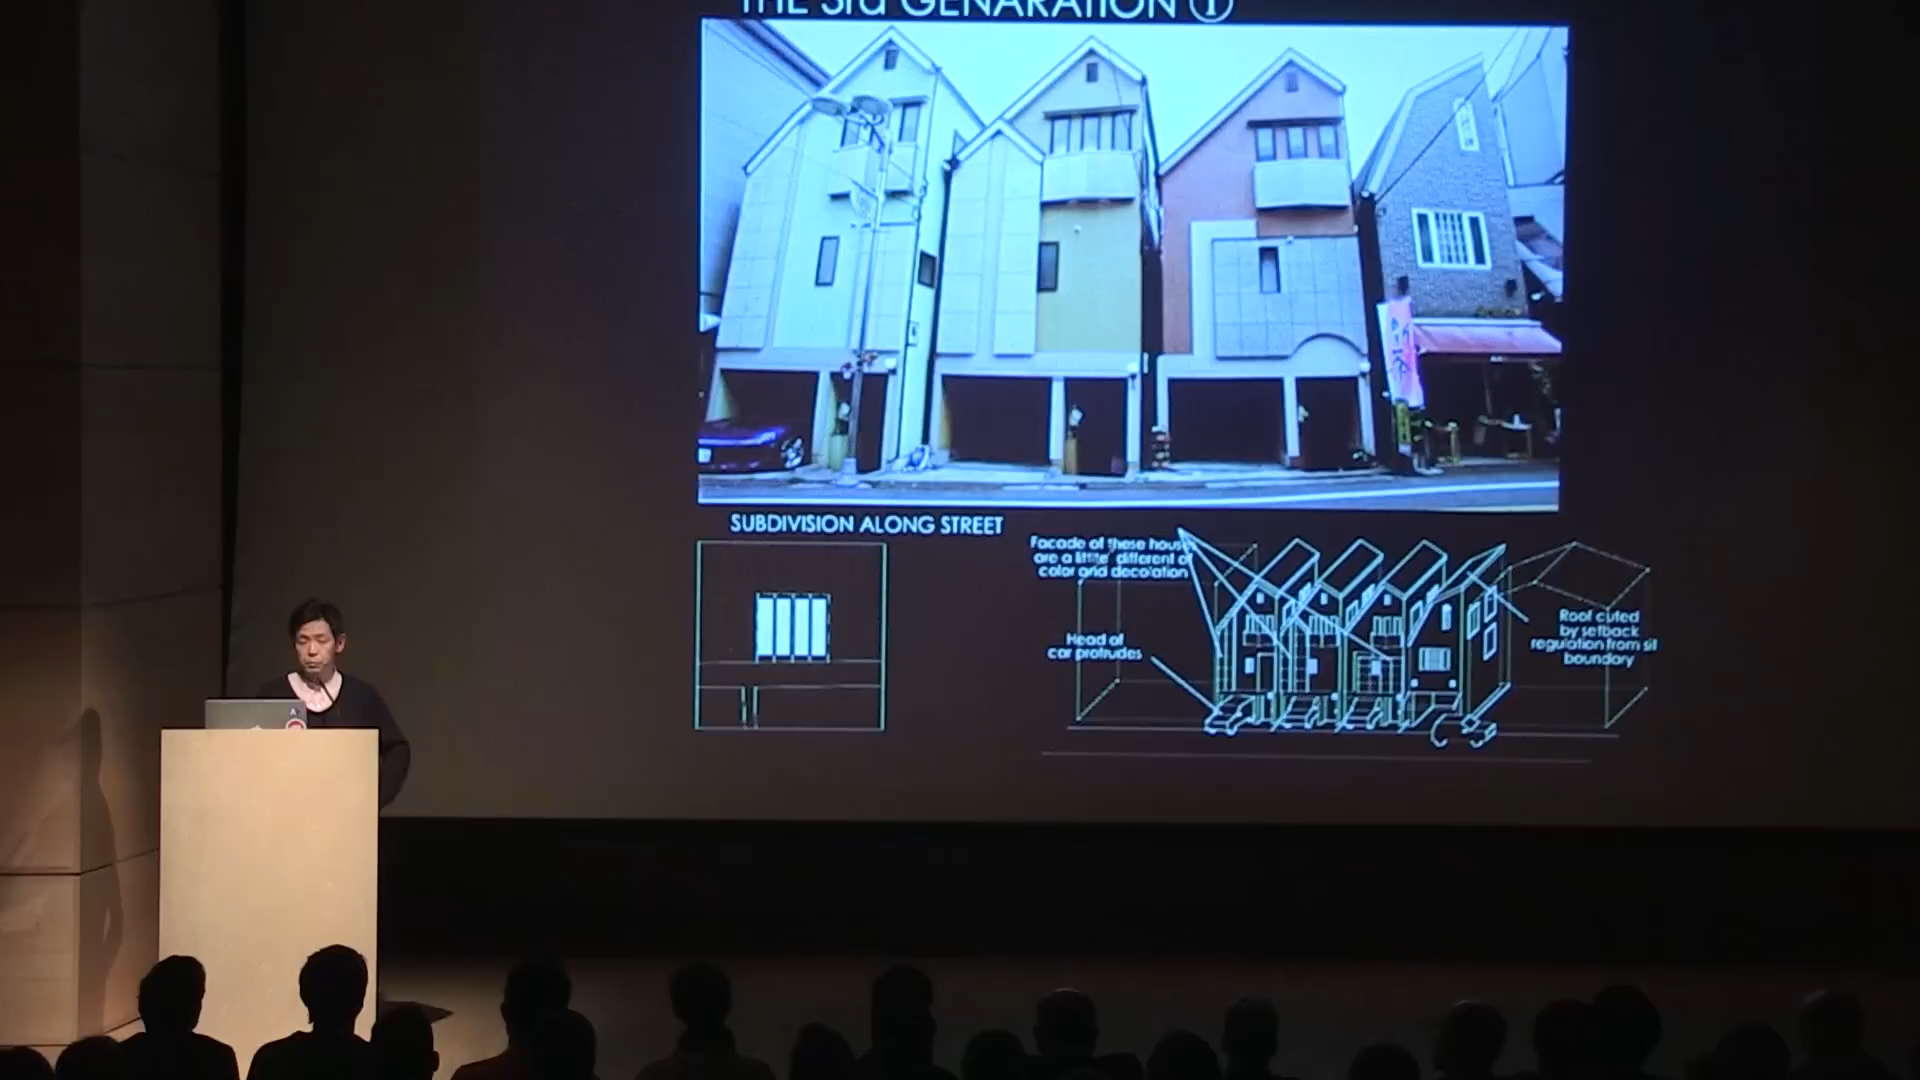 THE 3rd GENARATION ①
SUBDIVISION ALONG STREET
Facade of these houses
are a little different of
color and decolation
Head of
car protrudes
Roof cuted
by setback
regulation from sit
boundary